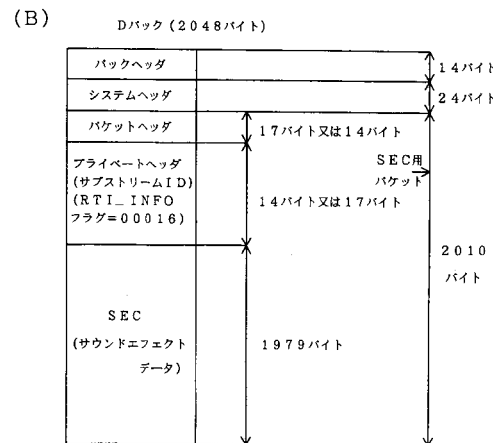 (B)
Dパック(2048バイト)
パックヘッダ
14バイト
システムヘッダ
24バイト
パケットヘッダ
17バイト又は14バイト
プライベートヘッダ
(サブストリームID)
(RTI_INFO
フラグ=00016)
14バイト又は17バイト
SEC用
パケット
2010
バイト
SEC
(サウンドエフェクト
データ)
1979バイト